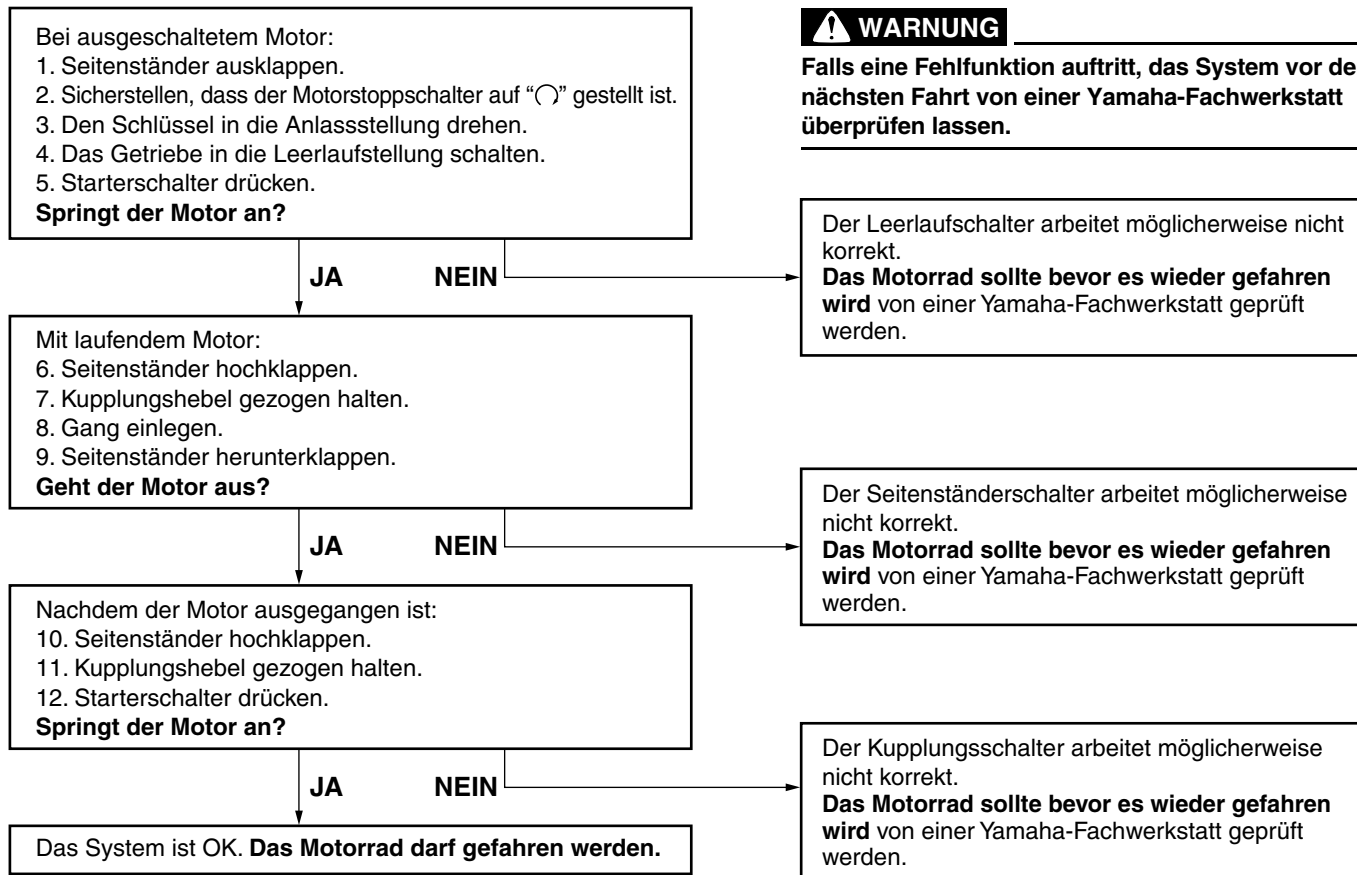 Bei ausgeschaltetem Motor:
1. Seitenständer ausklappen.
2. Sicherstellen, dass der Motorstoppschalter auf “○” gestellt ist.
3. Den Schlüssel in die Anlassstellung drehen.
4. Das Getriebe in die Leerlaufstellung schalten.
5. Starterschalter drücken.
Springt der Motor an?
WARNUNG
Falls eine Fehlfunktion auftritt, das System vor de
nächsten Fahrt von einer Yamaha-Fachwerkstatt
überprüfen lassen.
JA NEIN
Der Leerlaufschalter arbeitet möglicherweise nicht
korrekt.
Das Motorrad sollte bevor es wieder gefahren
wird von einer Yamaha-Fachwerkstatt geprüft
werden.
Mit laufendem Motor:
6. Seitenständer hochklappen.
7. Kupplungshebel gezogen halten.
8. Gang einlegen.
9. Seitenständer herunterklappen.
Geht der Motor aus?
JA NEIN
Der Seitenständerschalter arbeitet möglicherweise
nicht korrekt.
Das Motorrad sollte bevor es wieder gefahren
wird von einer Yamaha-Fachwerkstatt geprüft
werden.
Nachdem der Motor ausgegangen ist:
10. Seitenständer hochklappen.
11. Kupplungshebel gezogen halten.
12. Starterschalter drücken.
Springt der Motor an?
JA NEIN
Der Kupplungsschalter arbeitet möglicherweise
nicht korrekt.
Das Motorrad sollte bevor es wieder gefahren
wird von einer Yamaha-Fachwerkstatt geprüft
werden.
Das System ist OK. Das Motorrad darf gefahren werden.